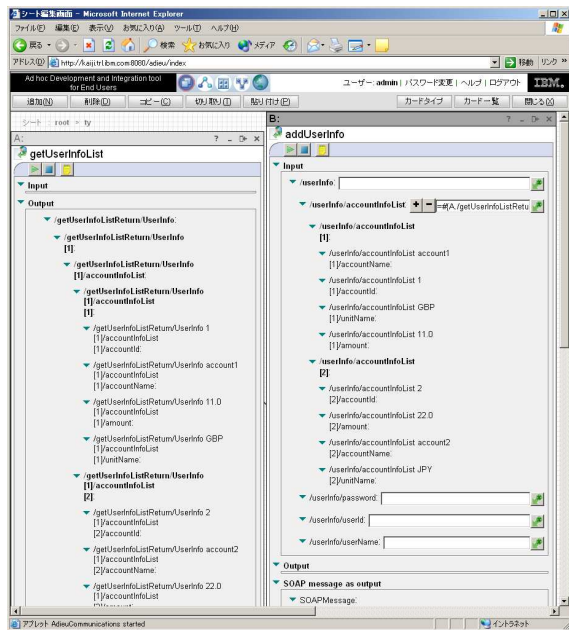 シート編集画面 - Microsoft Internet Explorer
ファイル(F) 編集(E) 表示(V) お気に入り(A) ツール(T) ヘルプ(H)
戻る 検索 お気に入り メディア
アドレス(D) http://kaiji.trl.ibm.com:8080/adieu/index 移動 リンク »
Ad hoc Development and Integration tool
for End Users
ユーザー: admin | パスワード変更 | ヘルプ | ログアウト IBM.
追加(N) 削除(D) コピー(C) 切り取り(T) 貼り付け(P) カードタイプ カード一覧 閉じる(X)
シート : root » ty
A:
getUserInfoList
Input
Output
/getUserInfoListReturn/UserInfo:
/getUserInfoListReturn/UserInfo
[1]:
/getUserInfoListReturn/UserInfo
[1]/accountInfoList:
/getUserInfoListReturn/UserInfo
[1]/accountInfoList
[1]:
/getUserInfoListReturn/UserInfo 1
[1]/accountInfoList
[1]/accountId:
/getUserInfoListReturn/UserInfo account1
[1]/accountInfoList
[1]/accountName:
/getUserInfoListReturn/UserInfo 11.0
[1]/accountInfoList
[1]/amount:
/getUserInfoListReturn/UserInfo GBP
[1]/accountInfoList
[1]/unitName:
/getUserInfoListReturn/UserInfo
[1]/accountInfoList
[2]:
/getUserInfoListReturn/UserInfo 2
[1]/accountInfoList
[2]/accountId:
/getUserInfoListReturn/UserInfo account2
[1]/accountInfoList
[2]/accountName:
/getUserInfoListReturn/UserInfo 22.0
[1]/accountInfoList
B:
addUserInfo
Input
/userInfo:
/userInfo/accountInfoList: + - =#{A./getUserInfoListRetu
/userInfo/accountInfoList
[1]:
/userInfo/accountInfoList account1
[1]/accountName:
/userInfo/accountInfoList 1
[1]/accountId:
/userInfo/accountInfoList GBP
[1]/unitName:
/userInfo/accountInfoList 11.0
[1]/amount:
/userInfo/accountInfoList
[2]:
/userInfo/accountInfoList 2
[2]/accountId:
/userInfo/accountInfoList 22.0
[2]/amount:
/userInfo/accountInfoList account2
[2]/accountName:
/userInfo/accountInfoList JPY
[2]/unitName:
/userInfo/password:
/userInfo/userId:
/userInfo/userName:
Output
SOAP message as output
SOAPMessage:
アプレット AdieuCommunications started イントラネット